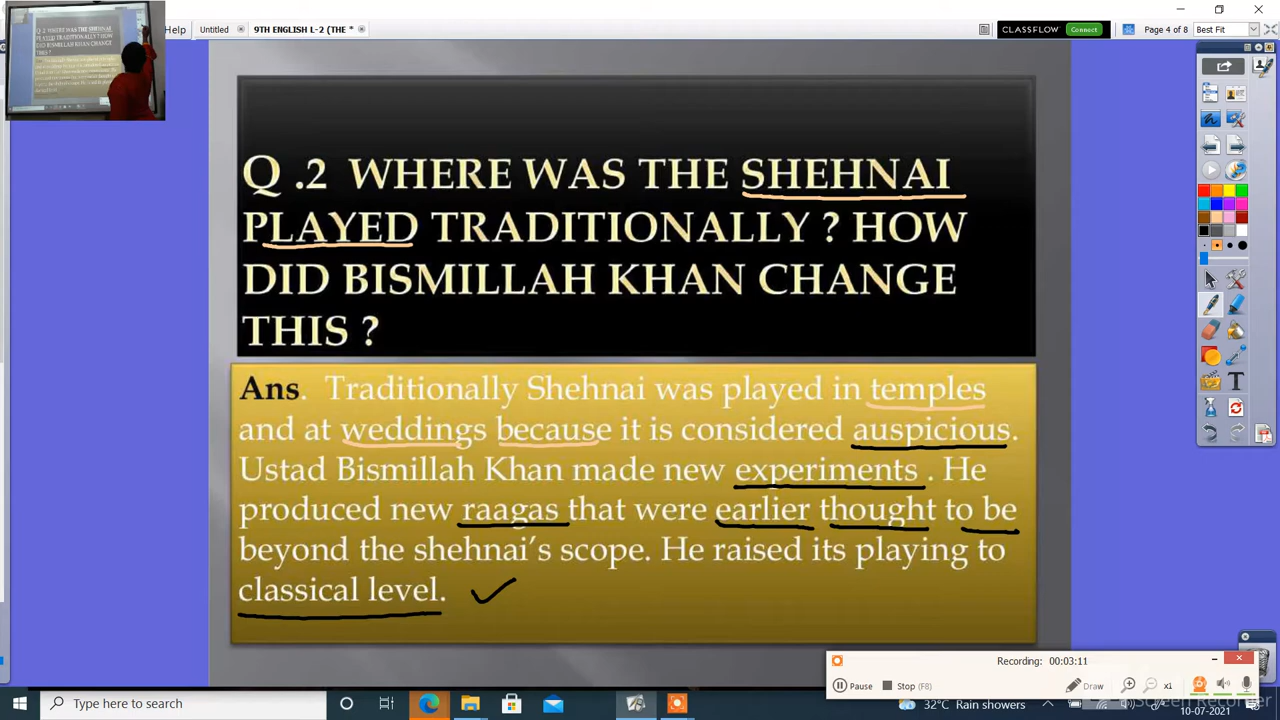 Help
Untitled
9TH ENGLISH L-2 (THE *
CLASSFLOW
Connect
Page 4 of 8
Best Fit
Q .2 WHERE WAS THE SHEHNAI
PLAYED TRADITIONALLY ? HOW
DID BISMILLAH KHAN CHANGE
THIS ?
Ans. Traditionally Shehnai was played in temples
and at weddings because it is considered auspicious.
Ustad Bismillah Khan made new experiments . He
produced new raagas that were earlier thought to be
beyond the shehnai's scope. He raised its playing to
classical level.
Recording: 00:03:11
Pause
Stop (F8)
x1
Draw
Screen Recorder
Type here to search
32°C Rain showers
10-07-2021